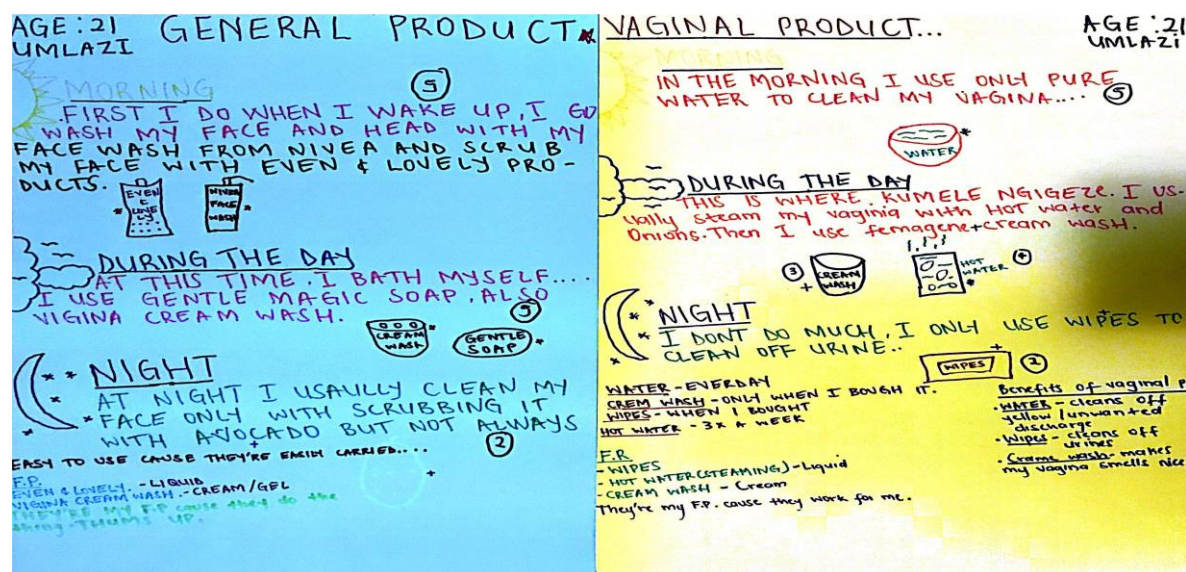 AGE: 21
UMLAZI
GENERAL PRODUCT
MORNING
5
.FIRST I DO WHEN I WAKE UP, I GO
WASH MY FACE AND HEAD WITH MY
FACE WASH FROM NIVEA AND SCRUB
MY FACE WITH EVEN & LOVELY PRO-
DUCTS.
EVEN
&
LOVE
LY
NIVEA
FACE
WASH
DURING THE DAY
AT THIS TIME, I BATH MYSELF....
I USE GENTLE MAGIC SOAP, ALSO
VIGINA CREAM WASH.
5
CREAM
WASH
GENTLE
SOAP
NIGHT
AT NIGHT I USAULLY CLEAN MY
FACE ONLY WITH SCRUBBING IT
WITH AVOCADO BUT NOT ALWAYS
2
EASY TO USE CAUSE THEY'RE EASILY CARRIED....
F.P.
EVEN & LOVELY. -LIQUID
VIGINA CREAM WASH. -CREAM/GEL
THEY'RE MY F.P cause they do the
thing -THUMS UP.
VAGINAL PRODUCT...
AGE: 21
UMLAZI
MORNING
IN THE MORNING I USE ONLY PURE
WATER TO CLEAN MY VAGINA....
5
WATER
DURING THE DAY
THIS IS WHERE. KUMELE NGIGEZE. I US-
ually steam my vaginia with Hot water and
Onions. Then I use femagene+cream wash.
3
CREAM
WASH
HOT
WATER
4
NIGHT
I DONT DO MUCH, I ONLY USE WIPES TO
CLEAN OFF URINE..
WIPES
2
WATER - EVERDAY
CREM WASH - ONLY WHEN I BOUGH IT.
WIPES - WHEN I BOUGHT
HOT WATER - 3X A WEEK
F.P
- WIPES
- HOT WATER (STEAMING) - Liquid
- CREAM WASH - Cream
They're my F.P. cause they work for me.
Benefits of vaginal P
.WATER - cleans off
yellow/unwanted
discharge
.Wipes - cleans off
urines
.Crams wash - makes
my vagina smells nice